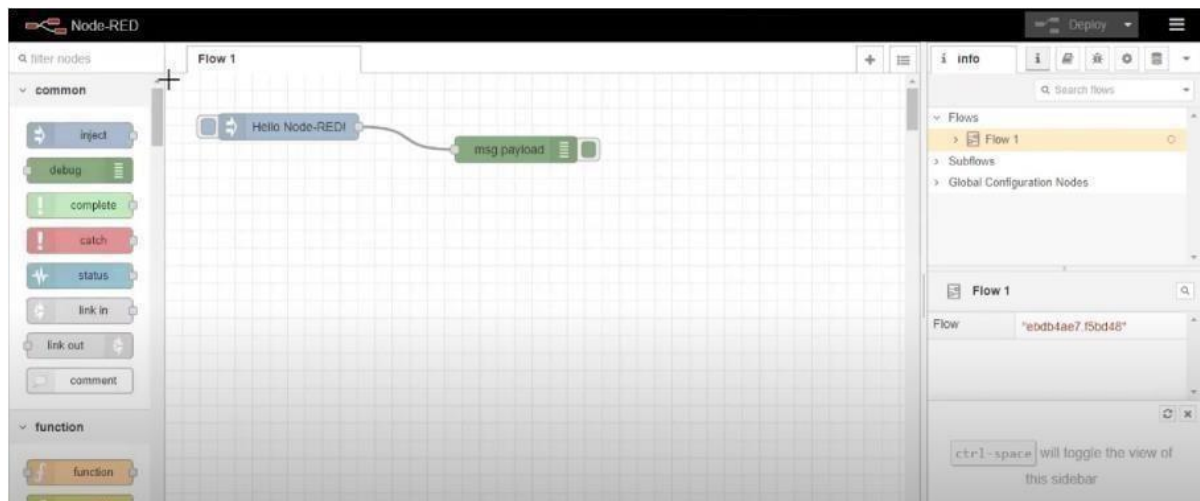 Node-RED
Deploy
filter nodes
Flow 1
i info
i
Search flows
common
Flows
Hello Node-RED!
Flow 1
inject
msg.payload
Subflows
debug
Global Configuration Nodes
complete
catch
status
Flow 1
link in
Flow
"ebdb4ae7.f5bd48"
link out
comment
function
ctrl-space will toggle the view of
this sidebar
function